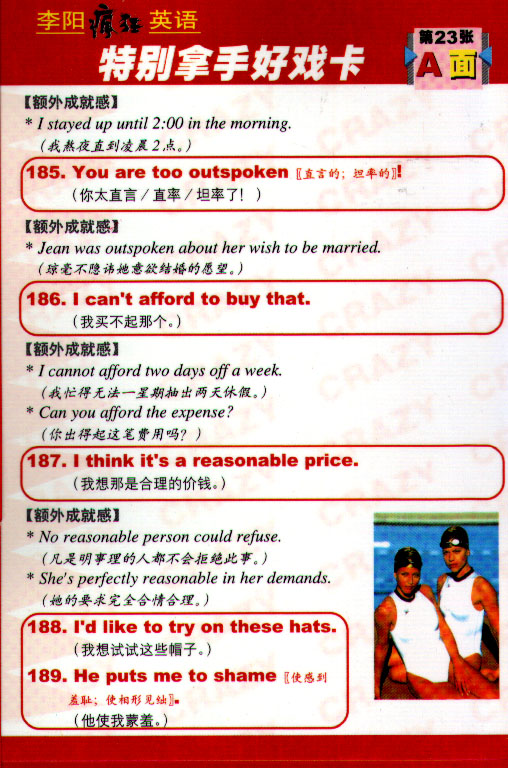 李阳疯狂英语
特别拿手好戏卡
第23张
A面
【额外成就感】
* I stayed up until 2:00 in the morning.
(我熬夜直到凌晨2点。)
185. You are too outspoken〖直言的；坦率的〗!
(你太直言/直率/坦率了！)
【额外成就感】
* Jean was outspoken about her wish to be married.
(琼毫不隐讳她意欲结婚的愿望。)
186. I can't afford to buy that.
(我买不起那个。)
【额外成就感】
* I cannot afford two days off a week.
(我忙得无法一星期抽出两天休假。)
* Can you afford the expense?
(你出得起这笔费用吗？)
187. I think it's a reasonable price.
(我想那是合理的价钱。)
【额外成就感】
* No reasonable person could refuse.
(凡是明事理的人都不会拒绝此事。)
* She's perfectly reasonable in her demands.
(她的要求完全合情合理。)
188. I'd like to try on these hats.
(我想试试这些帽子。)
189. He puts me to shame〖使感到
羞耻；使相形见绌〗.
(他使我蒙羞。)